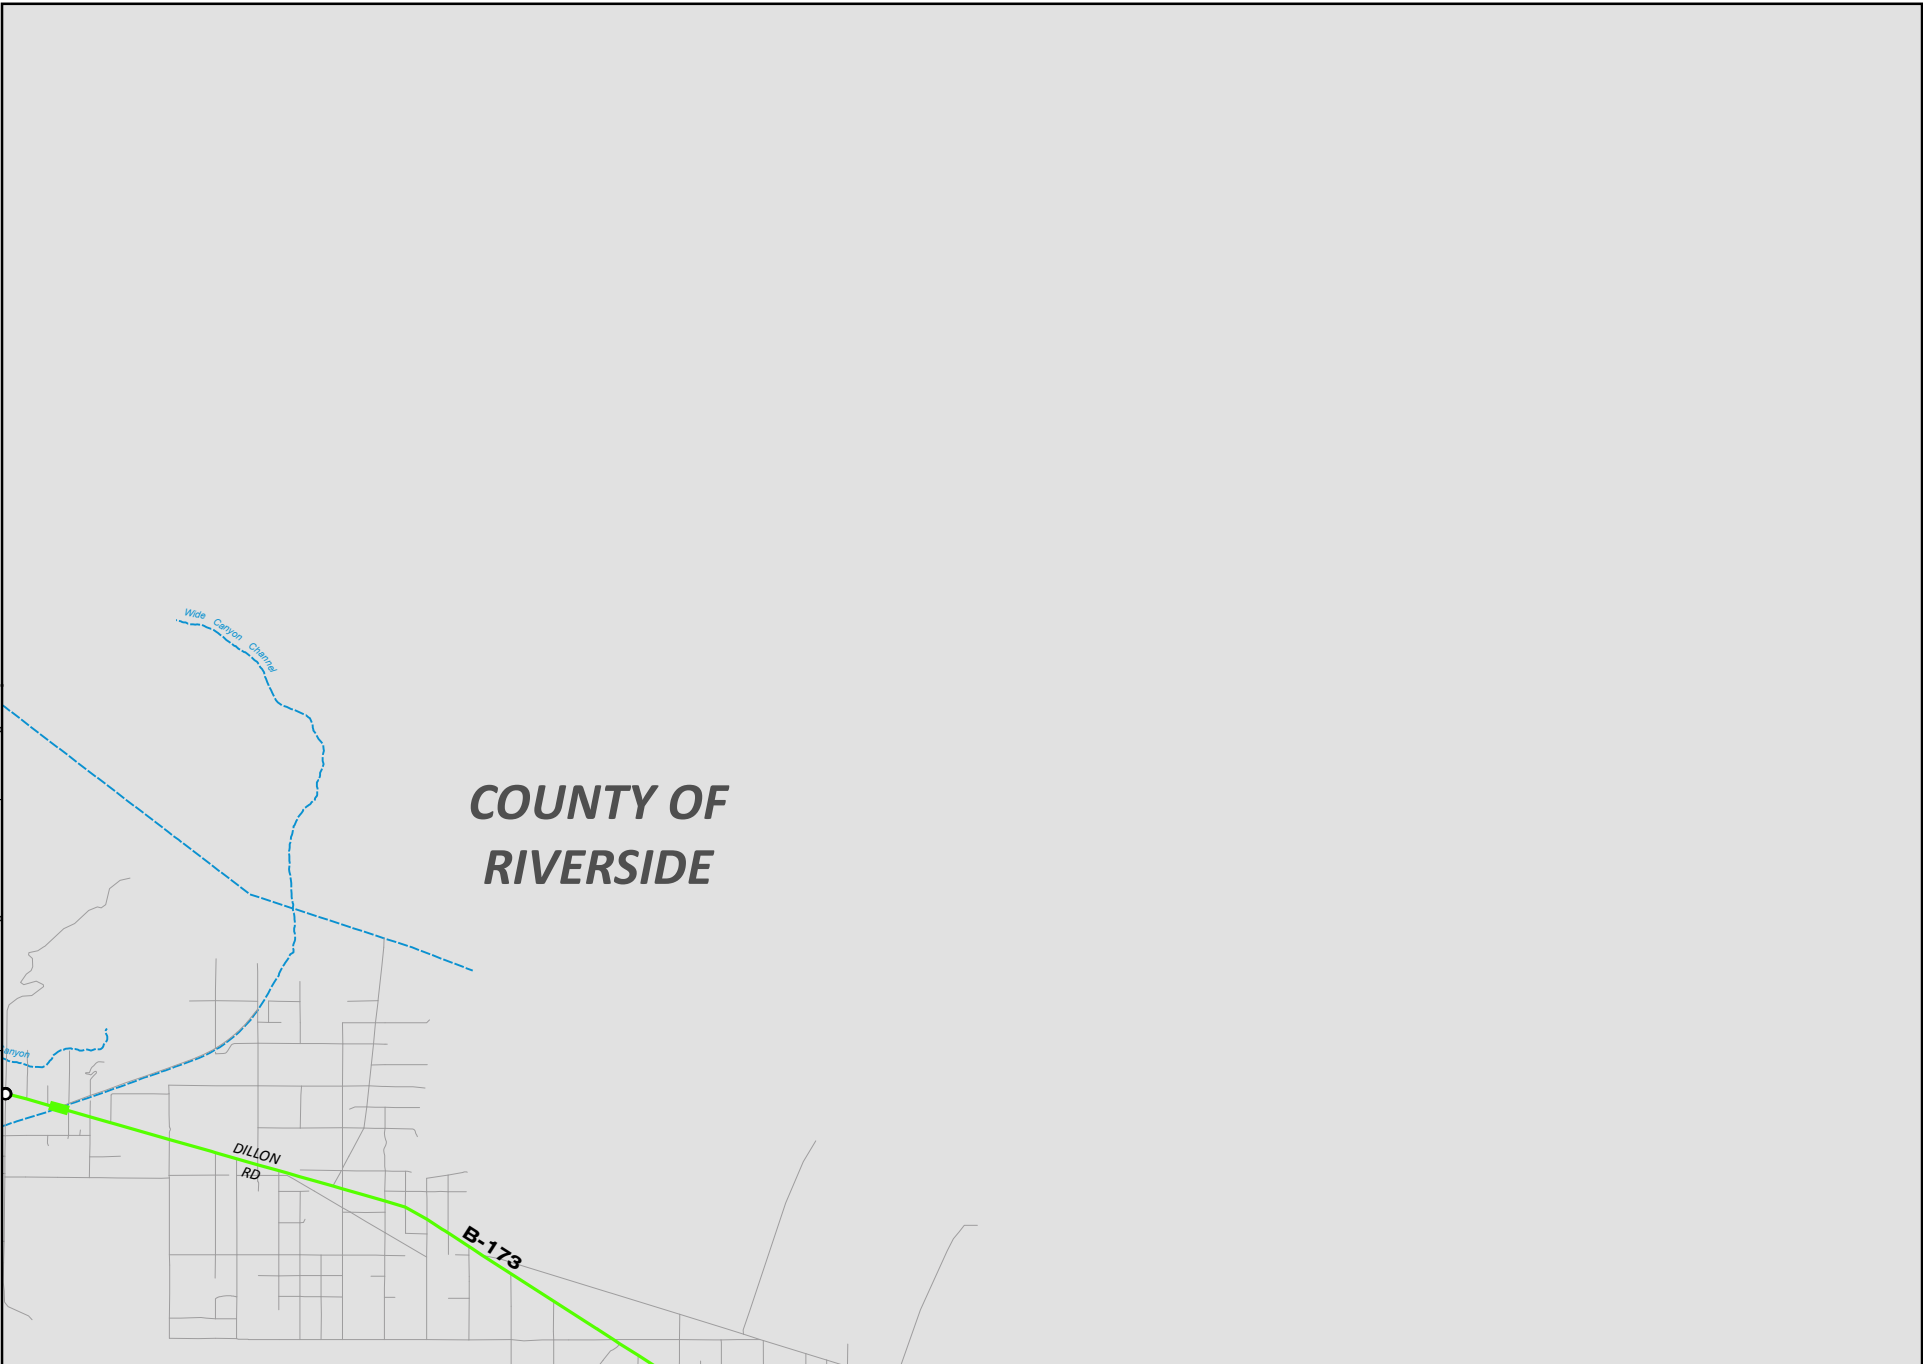 Wide Canyon Channel
COUNTY OF
RIVERSIDE
anyon
DILLON
RD
B-173